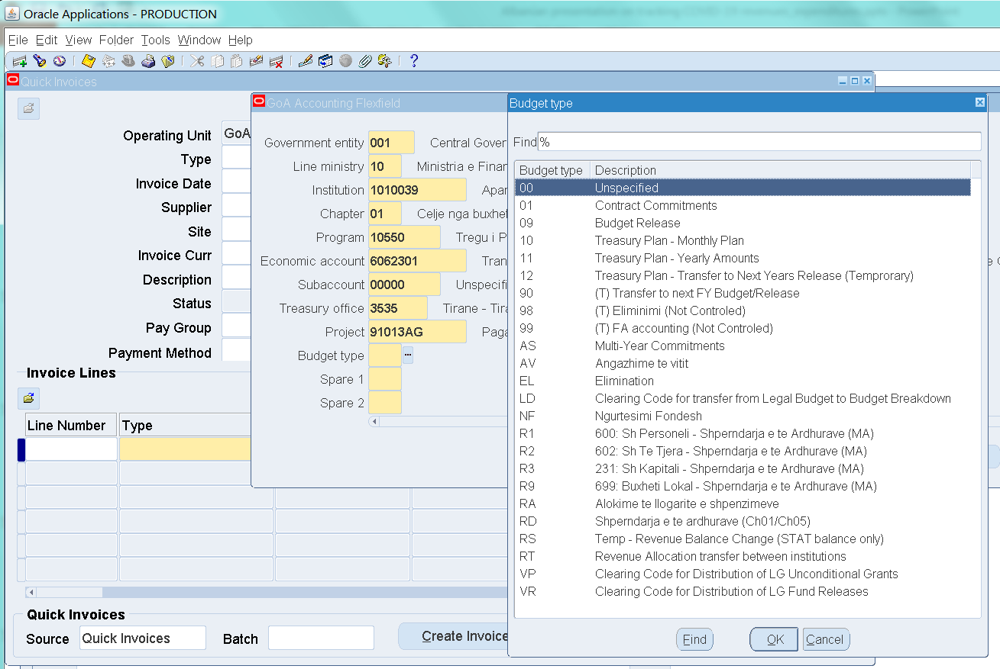 Oracle Applications - PRODUCTION
File Edit View Folder Tools Window Help
Quick Invoices
Operating Unit GoA
Type
Invoice Date
Supplier
Site
Invoice Curr
Description
Status
Pay Group
Payment Method
Invoice Lines
Line Number Type
Quick Invoices
Source Quick Invoices Batch Create Invoice
GoA Accounting Flexfield
Government entity 001 Central Gover
Line ministry 10 Ministria e Finan
Institution 1010039 Apar
Chapter 01 Celje nga buxhet
Program 10550 Tregu i P
Economic account 6062301 Tran
Subaccount 00000 Unspecifi
Treasury office 3535 Tirane - Tira
Project 91013AG Paga
Budget type ...
Spare 1
Spare 2
Budget type
Find %
Budget type Description
00 Unspecified
01 Contract Commitments
09 Budget Release
10 Treasury Plan - Monthly Plan
11 Treasury Plan - Yearly Amounts
12 Treasury Plan - Transfer to Next Years Release (Temprorary)
90 (T) Transfer to next FY Budget/Release
98 (T) Eliminimi (Not Controled)
99 (T) FA accounting (Not Controled)
AS Multi-Year Commitments
AV Angazhime te vitit
EL Elimination
LD Clearing Code for transfer from Legal Budget to Budget Breakdown
NF Ngurtesimi Fondesh
R1 600: Sh Personeli - Shperndarja e te Ardhurave (MA)
R2 602: Sh Te Tjera - Shperndarja e te Ardhurave (MA)
R3 231: Sh Kapitali - Shperndarja e te Ardhurave (MA)
R9 699: Buxheti Lokal - Shperndarja e te Ardhurave (MA)
RA Alokime te llogarite e shpenzimeve
RD Shperndarja e te ardhurave (Ch01/Ch05)
RS Temp - Revenue Balance Change (STAT balance only)
RT Revenue Allocation transfer between institutions
VP Clearing Code for Distribution of LG Unconditional Grants
VR Clearing Code for Distribution of LG Fund Releases
Find OK Cancel